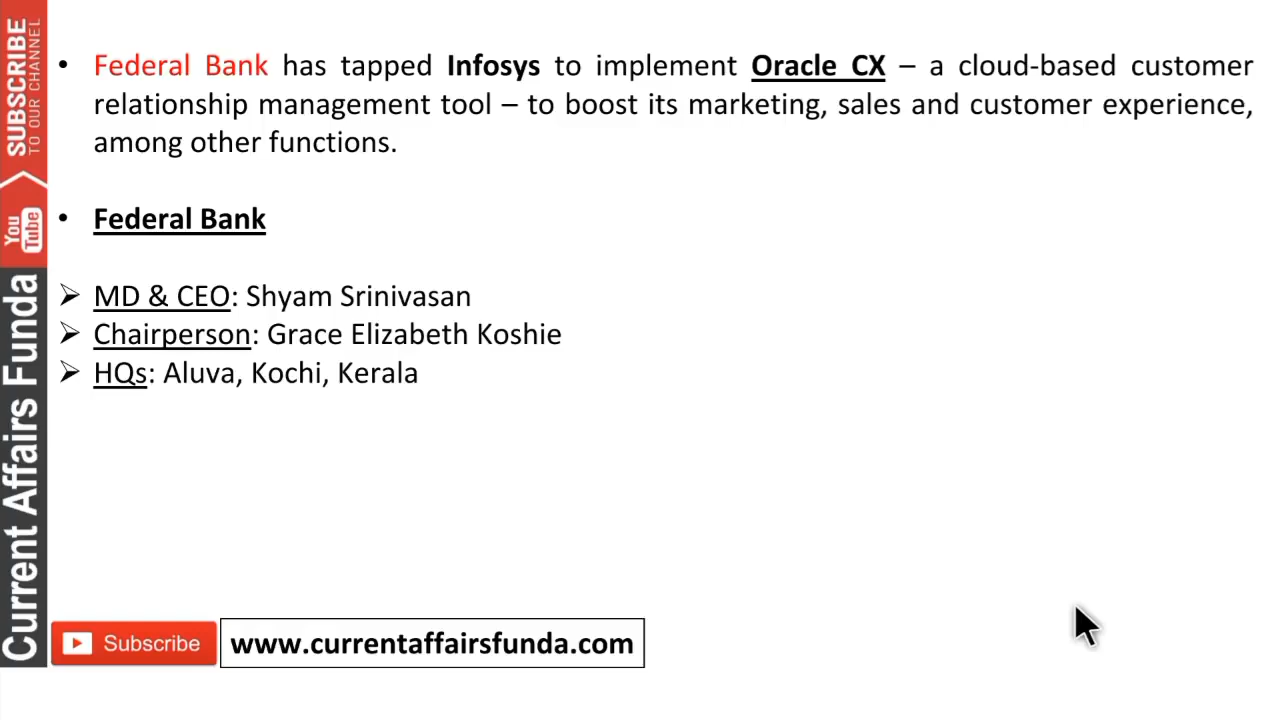 SUBSCRIBE
TO OUR CHANNEL
You
Tube
Current Affairs Funda
• Federal Bank has tapped Infosys to implement Oracle CX – a cloud-based customer
relationship management tool – to boost its marketing, sales and customer experience,
among other functions.
• Federal Bank
➢ MD & CEO: Shyam Srinivasan
➢ Chairperson: Grace Elizabeth Koshie
➢ HQs: Aluva, Kochi, Kerala
Subscribe
www.currentaffairsfunda.com